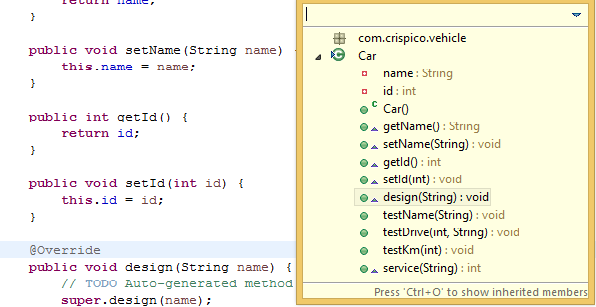 return name;
}
public void setName(String name) {
this.name = name;
}
public int getId() {
return id;
}
public void setId(int id) {
this.id = id;
}
@Override
public void design(String name) {
// TODO Auto-generated method
super.design(name);
com.crispico.vehicle
Car
name : String
id : int
Car()
getName() : String
setName(String) : void
getId() : int
setId(int) : void
design(String) : void
testName(String) : void
testDrive(int, String) : void
testKm(int) : void
service(String) : int
Press 'Ctrl+O' to show inherited members